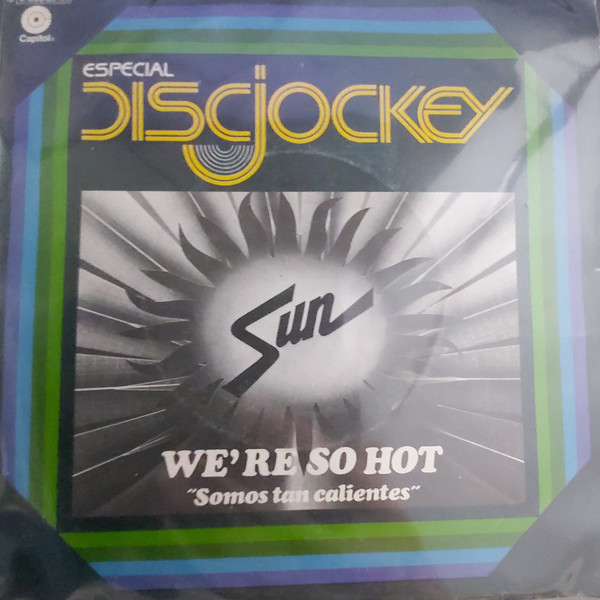 Capitol
ESPECIAL
DISCJOCKEY
Sun
WE'RE SO HOT
"Somos tan calientes"